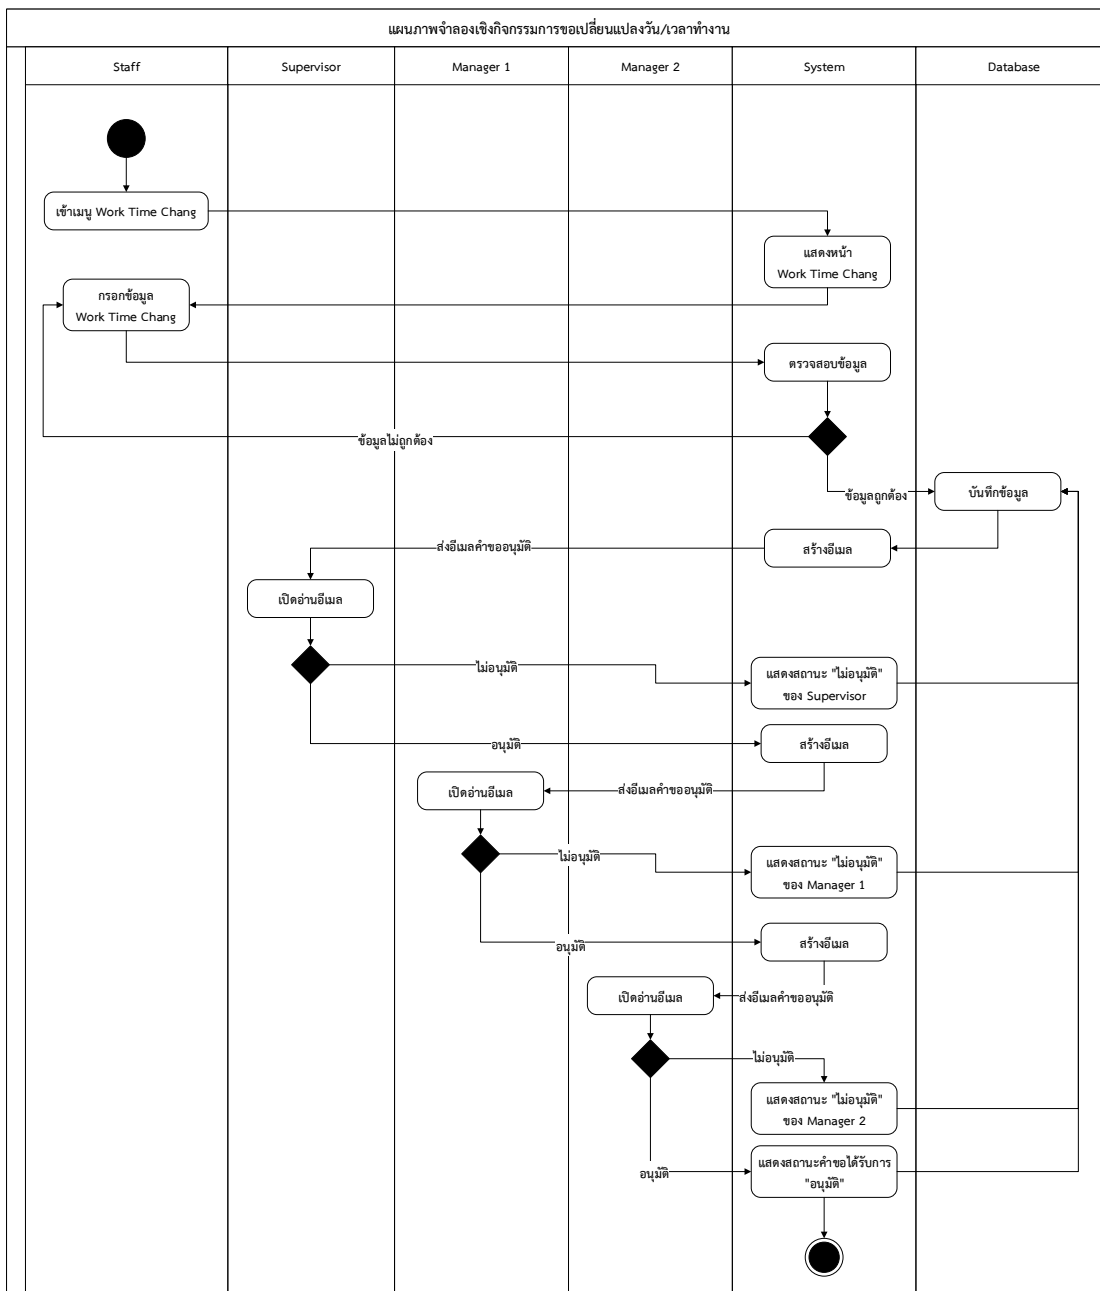 แผนภาพจำลองเชิงกิจกรรมการขอเปลี่ยนแปลงวัน/เวลาทำงาน
Staff
Supervisor
Manager 1
Manager 2
System
Database
เข้าเมนู Work Time Chang
แสดงหน้า
Work Time Chang
กรอกข้อมูล
Work Time Chang
ตรวจสอบข้อมูล
ข้อมูลไม่ถูกต้อง
ข้อมูลถูกต้อง
บันทึกข้อมูล
ส่งอีเมลคำขออนุมัติ
สร้างอีเมล
เปิดอ่านอีเมล
ไม่อนุมัติ
แสดงสถานะ "ไม่อนุมัติ"
ของ Supervisor
อนุมัติ
สร้างอีเมล
เปิดอ่านอีเมล
ส่งอีเมลคำขออนุมัติ
ไม่อนุมัติ
แสดงสถานะ "ไม่อนุมัติ"
ของ Manager 1
อนุมัติ
สร้างอีเมล
เปิดอ่านอีเมล
ส่งอีเมลคำขออนุมัติ
ไม่อนุมัติ
แสดงสถานะ "ไม่อนุมัติ"
ของ Manager 2
อนุมัติ
แสดงสถานะคำขอได้รับการ
"อนุมัติ"